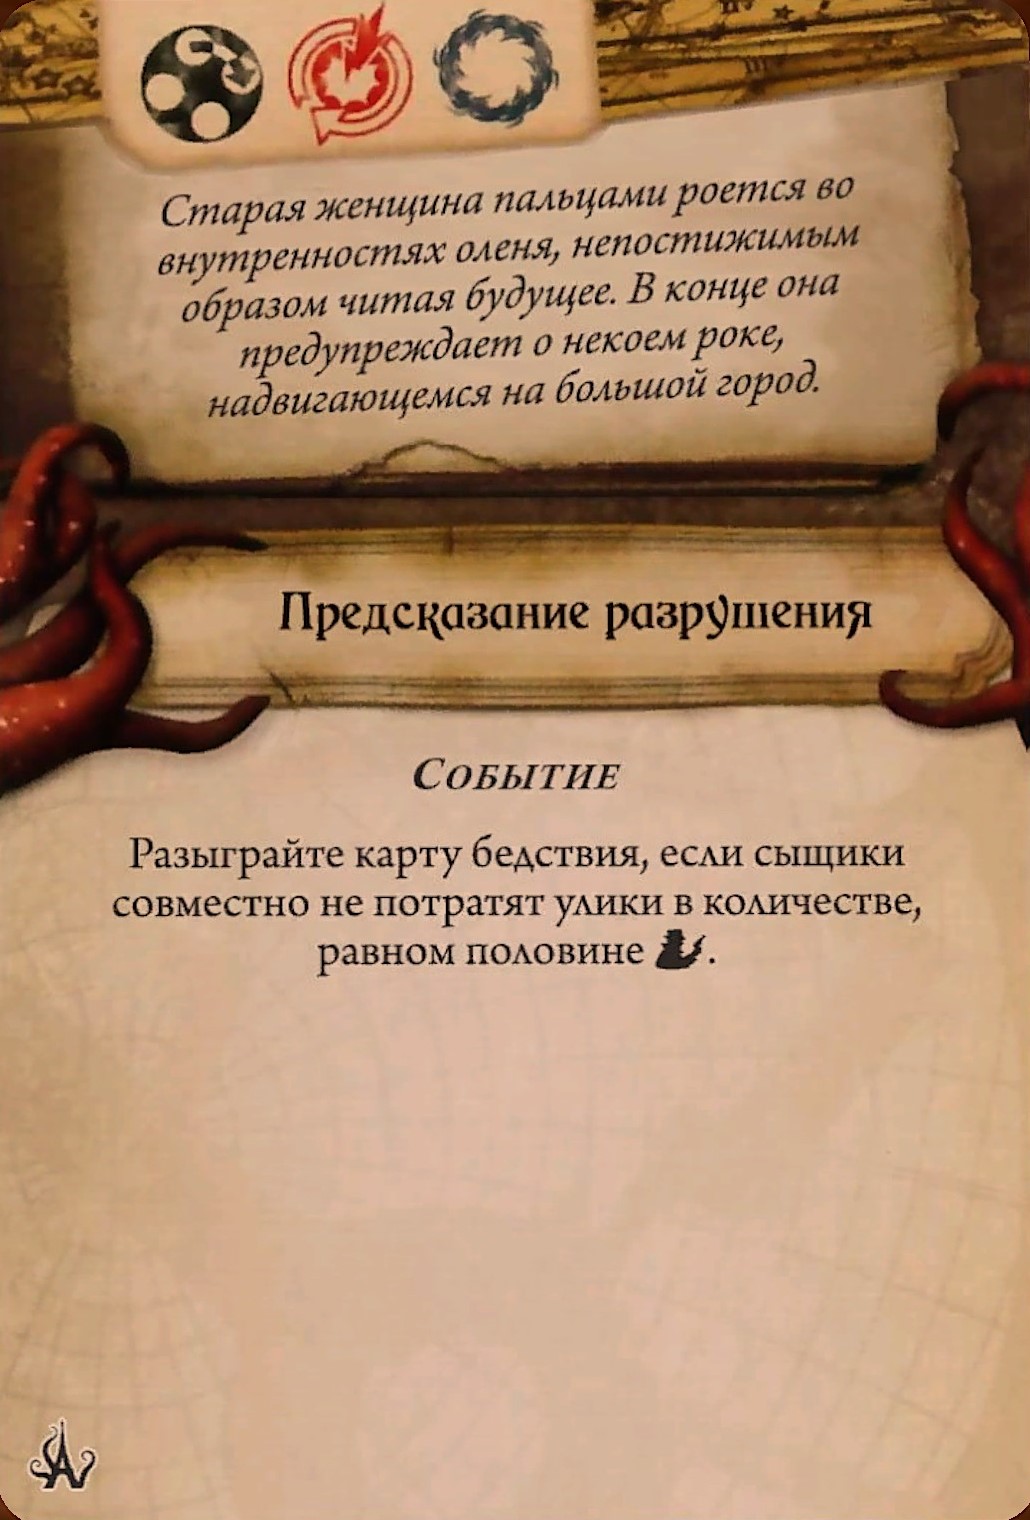 Старая женщина пальцами роется во
внутренностях оленя, непостижимым
образом читая будущее. В конце она
предупреждает о некоем роке,
надвигающемся на большой город.
Предсказание разрушения
Событие
Разыграйте карту бедствия, если сыщики
совместно не потратят улики в количестве,
равном половине .